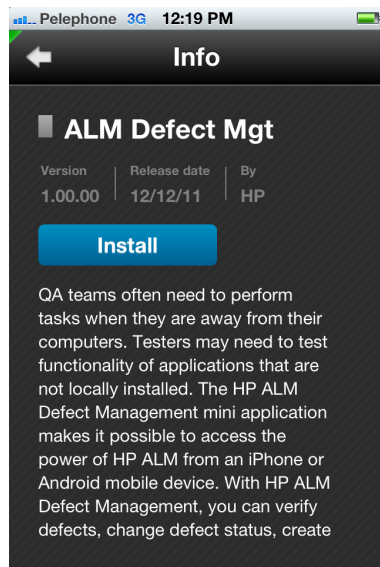 Pelephone 3G 12:19 PM
Info
ALM Defect Mgt
Version Release date By
1.00.00 12/12/11 HP
Install
QA teams often need to perform
tasks when they are away from their
computers. Testers may need to test
functionality of applications that are
not locally installed. The HP ALM
Defect Management mini application
makes it possible to access the
power of HP ALM from an iPhone or
Android mobile device. With HP ALM
Defect Management, you can verify
defects, change defect status, create